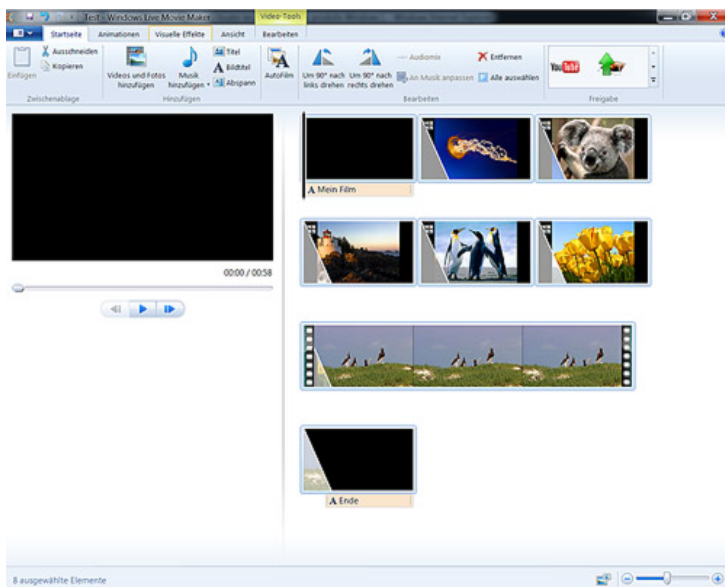 Test - Windows Live Movie Maker
Video-Tools
Startseite Animationen Visuelle Effekte Ansicht Bearbeiten
Einfügen
Ausschneiden
Kopieren
Zwischenablage
Videos und Fotos hinzufügen
Musik hinzufügen
Titel
Bildtitel
Abspann
Hinzufügen
AutoFilm
Um 90° nach links drehen
Um 90° nach rechts drehen
Audiomix
An Musik anpassen
Entfernen
Alle auswählen
Bearbeiten
YouTube
Freigabe
A Mein Film
00:00 / 00:58
A Ende
8 ausgewählte Elemente